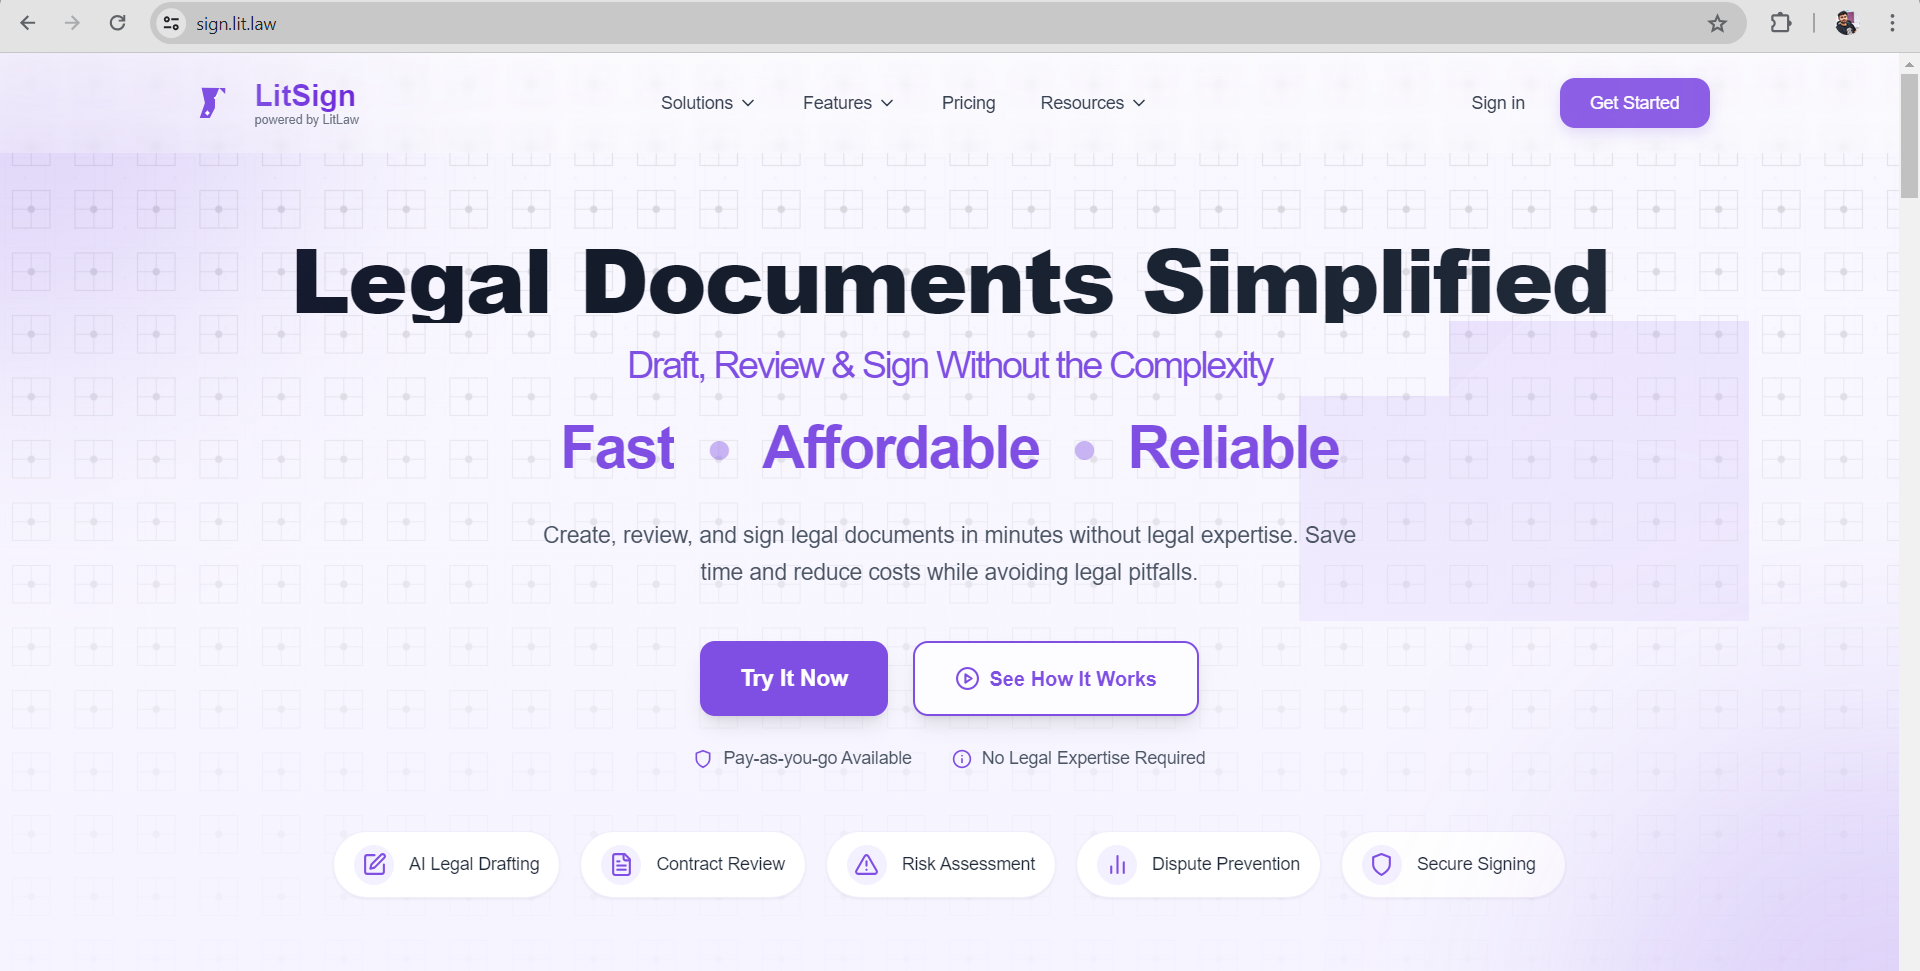 sign.lit.law
LitSign
powered by LitLaw
Solutions
Features
Pricing
Resources
Sign in
Get Started
Legal Documents Simplified
Draft, Review & Sign Without the Complexity
Fast • Affordable • Reliable
Create, review, and sign legal documents in minutes without legal expertise. Save
time and reduce costs while avoiding legal pitfalls.
Try It Now
See How It Works
Pay-as-you-go Available
No Legal Expertise Required
AI Legal Drafting
Contract Review
Risk Assessment
Dispute Prevention
Secure Signing